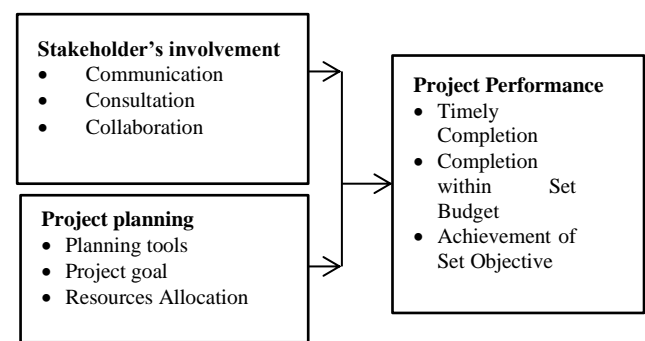 Stakeholder's involvement
• Communication
• Consultation
• Collaboration
Project planning
• Planning tools
• Project goal
• Resources Allocation
Project Performance
• Timely
Completion
• Completion
within Set
Budget
• Achievement of
Set Objective